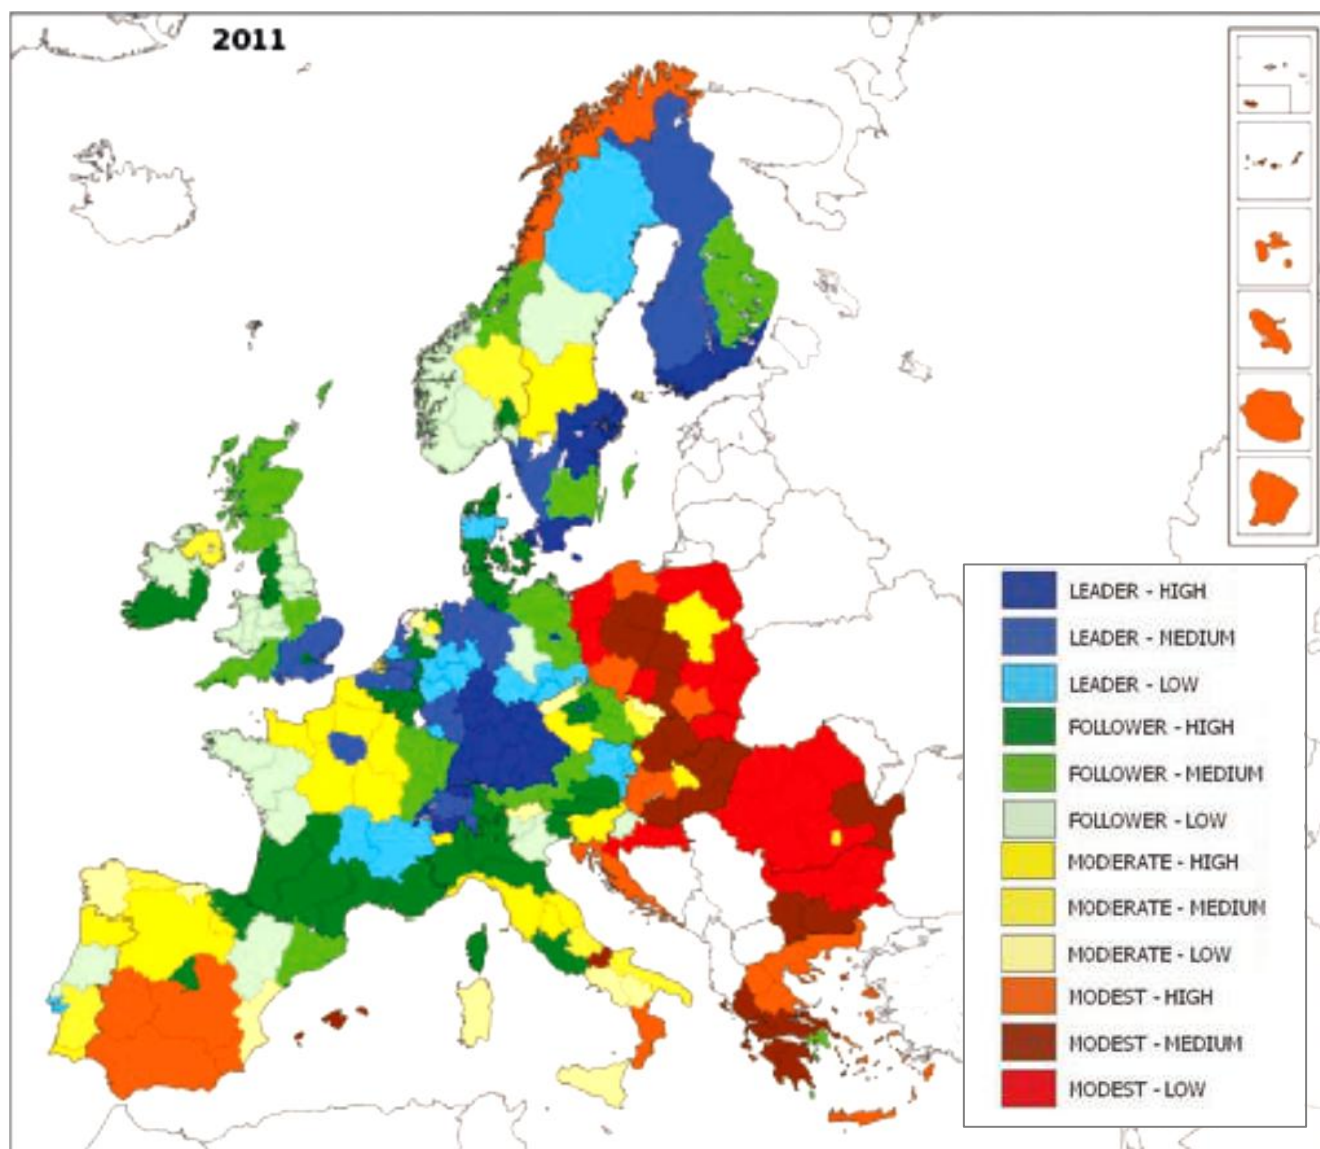 2011
LEADER - HIGH
LEADER - MEDIUM
LEADER - LOW
FOLLOWER - HIGH
FOLLOWER - MEDIUM
FOLLOWER - LOW
MODERATE - HIGH
MODERATE - MEDIUM
MODERATE - LOW
MODEST - HIGH
MODEST - MEDIUM
MODEST - LOW